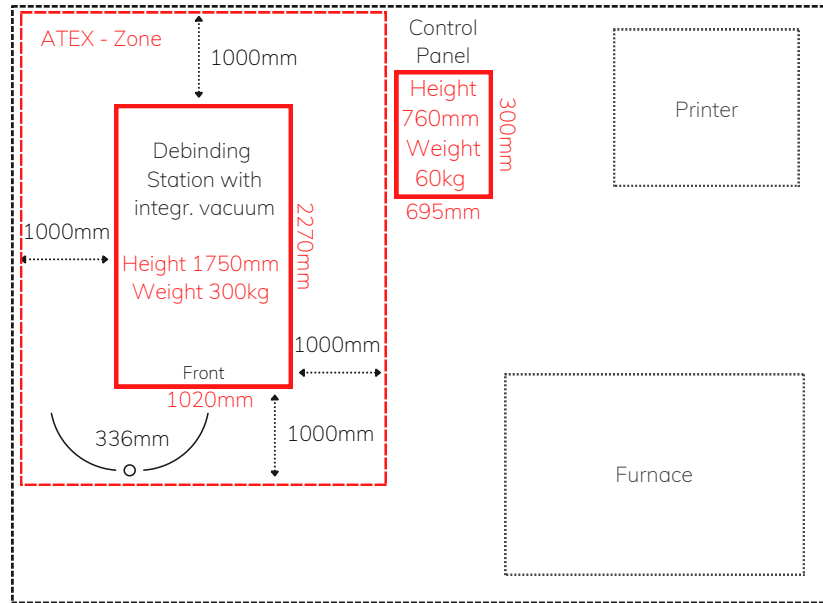 ATEX - Zone
1000mm
Control
Panel
Height
760mm
Weight
60kg
300mm
695mm
Printer
Debinding
Station with
integr. vacuum
Height 1750mm
Weight 300kg
2270mm
1000mm
1000mm
Front
1020mm
336mm
1000mm
Furnace